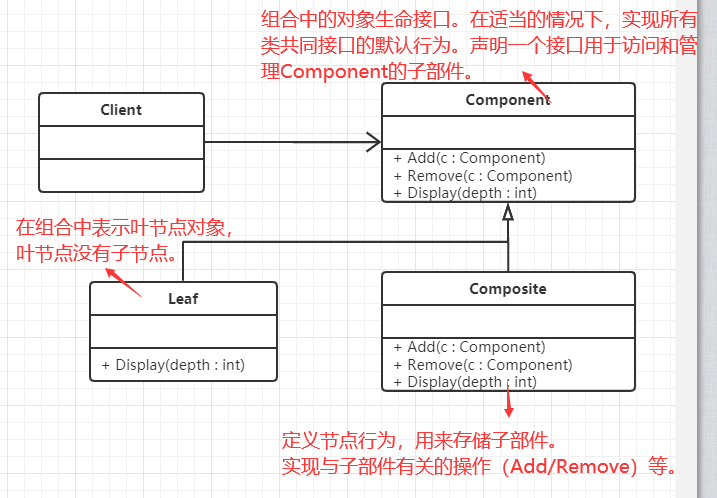 组合中的对象生命接口。在适当的情况下，实现所有
类共同接口的默认行为。声明一个接口用于访问和管
理Component的子部件。
Client
Component
+ Add(c : Component)
+ Remove(c : Component)
+ Display(depth : int)
在组合中表示叶节点对象，
叶节点没有子节点。
Leaf
+ Display(depth : int)
Composite
+ Add(c : Component)
+ Remove(c : Component)
+ Display(depth : int)
定义节点行为，用来存储子部件。
实现与子部件有关的操作（Add/Remove）等。